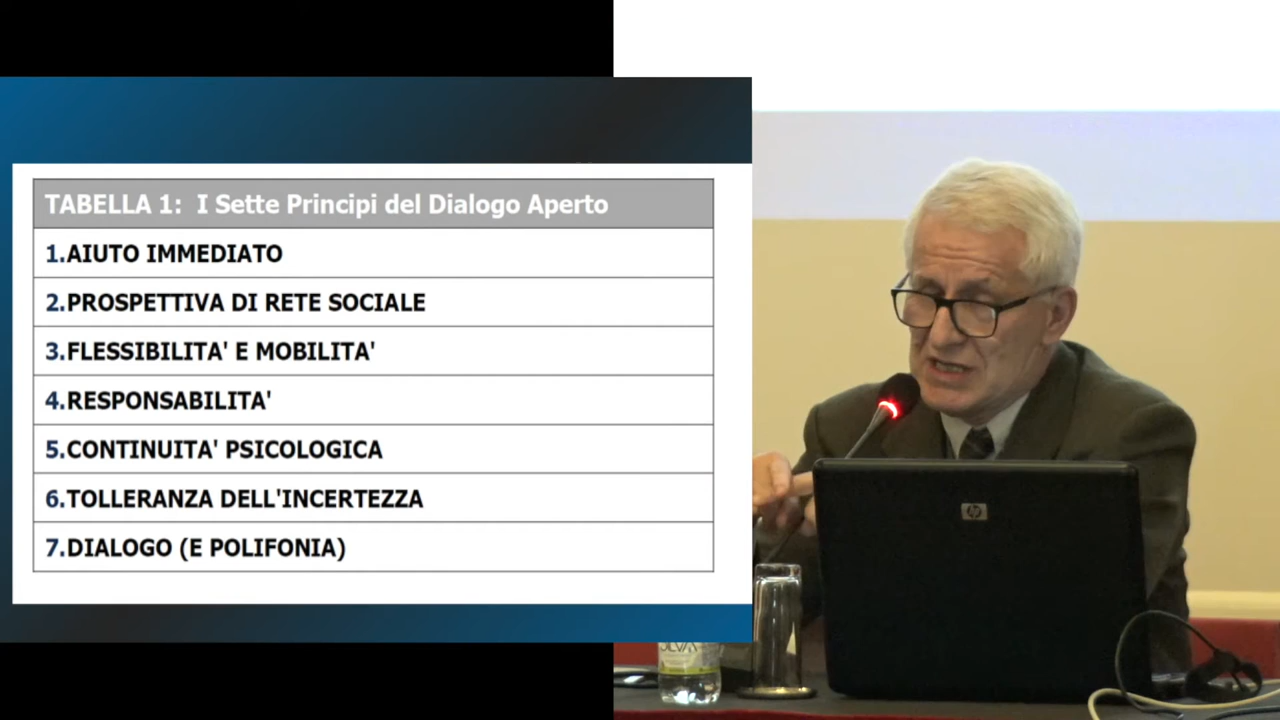 TABELLA 1: I Sette Principi del Dialogo Aperto
1.AIUTO IMMEDIATO
2.PROSPETTIVA DI RETE SOCIALE
3.FLESSIBILITA' E MOBILITA'
4.RESPONSABILITA'
5.CONTINUITA' PSICOLOGICA
6.TOLLERANZA DELL'INCERTEZZA
7.DIALOGO (E POLIFONIA)
hp